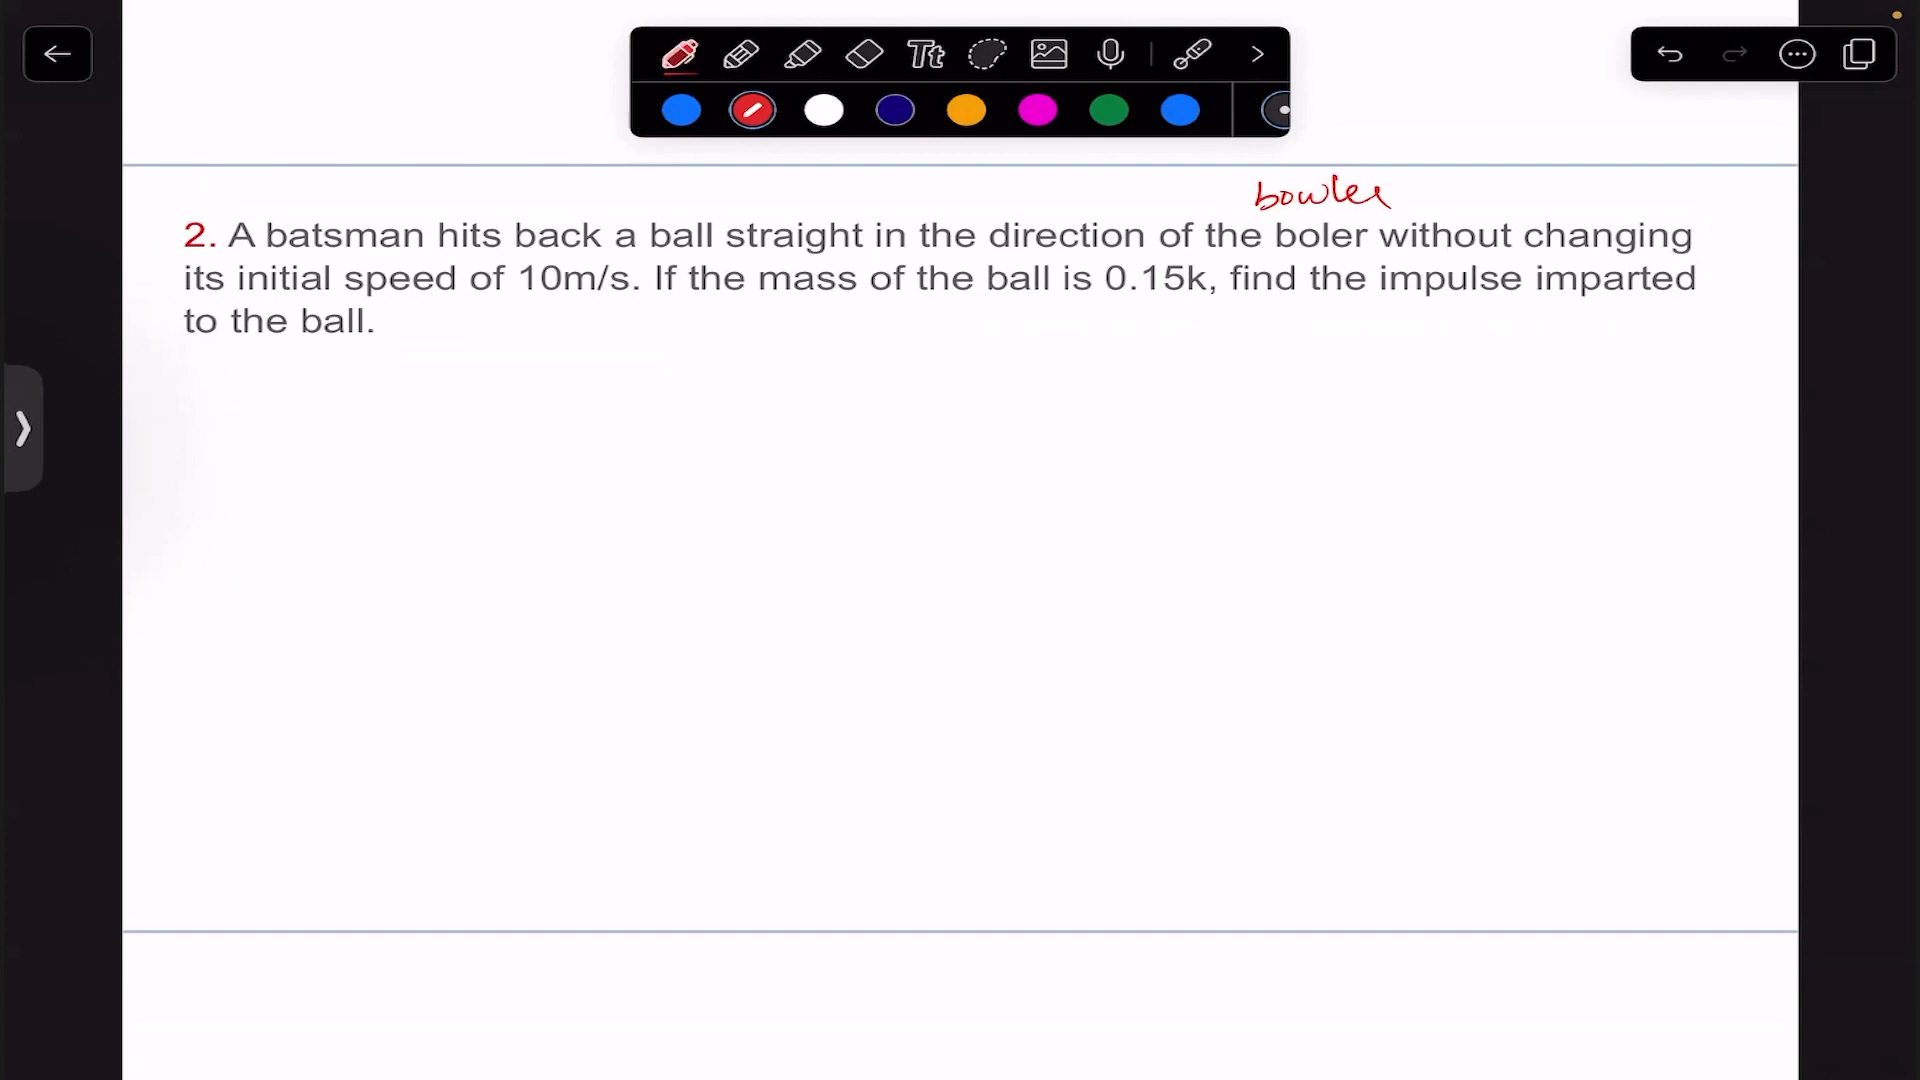 Tt
bowler
2. A batsman hits back a ball straight in the direction of the boler without changing
its initial speed of 10m/s. If the mass of the ball is 0.15k, find the impulse imparted
to the ball.